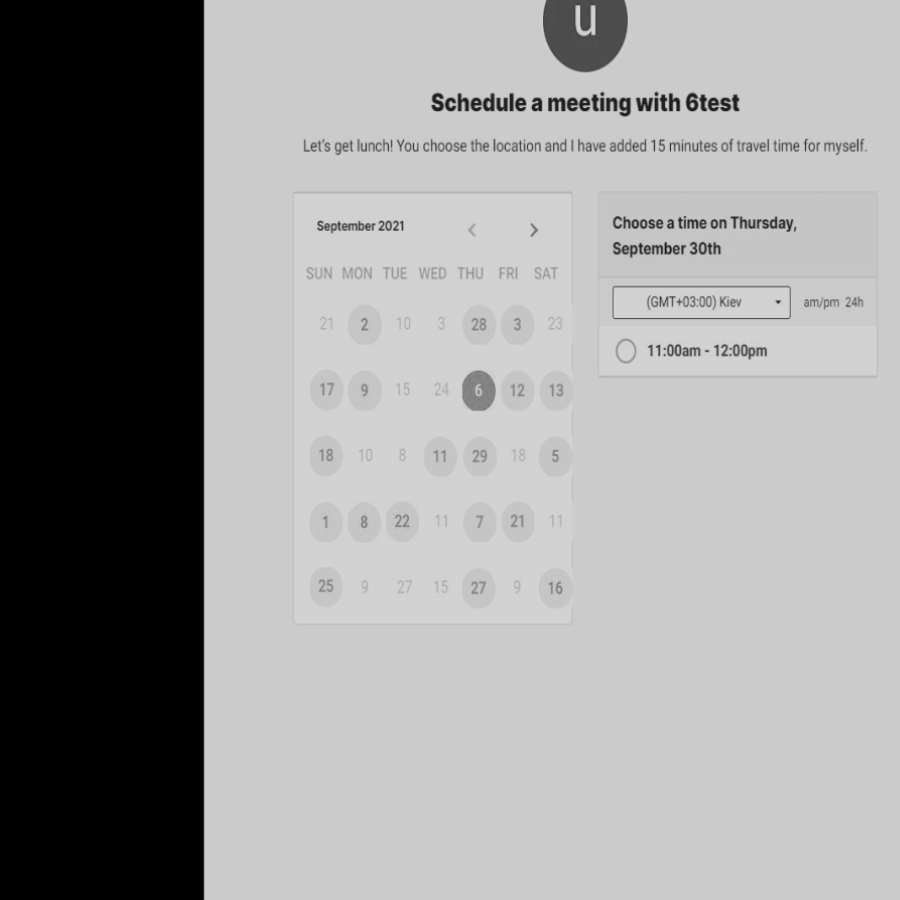 u
Schedule a meeting with 6test
Let's get lunch! You choose the location and I have added 15 minutes of travel time for myself.
September 2021
SUN MON TUE WED THU FRI SAT
21 2 10 3 28 3 23
17 9 15 24 6 12 13
18 10 8 11 29 18 5
1 8 22 11 7 21 11
25 9 27 15 27 9 16
Choose a time on Thursday,
September 30th
(GMT+03:00) Kiev am/pm 24h
11:00am - 12:00pm